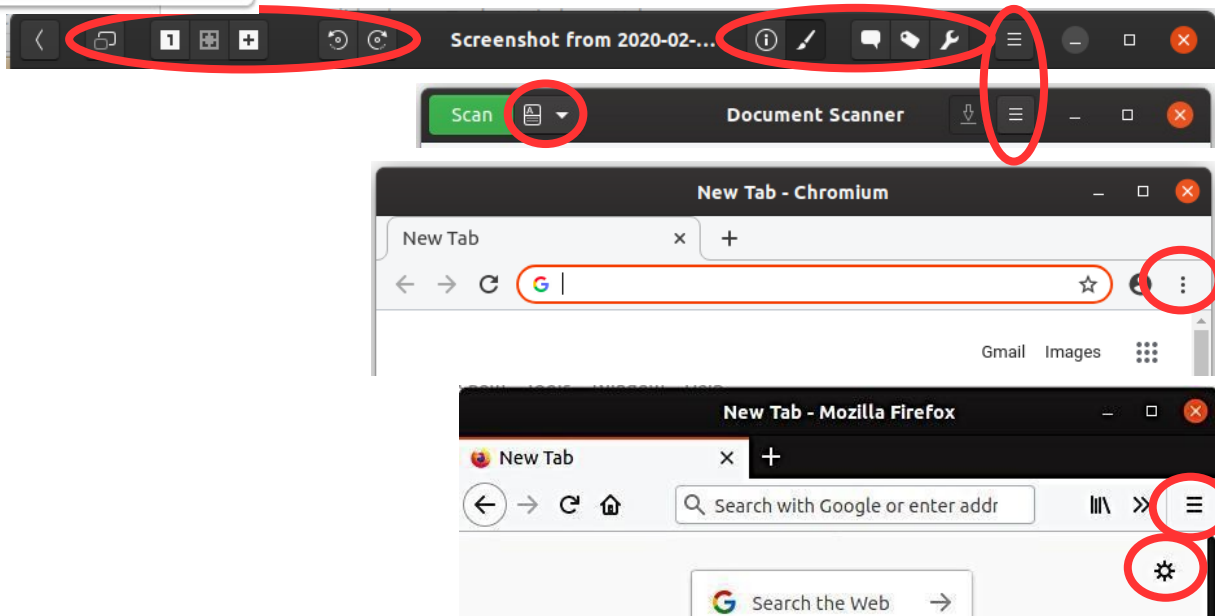 Screenshot from 2020-02-...
Scan
Document Scanner
New Tab - Chromium
New Tab
Gmail Images
New Tab - Mozilla Firefox
New Tab
Search with Google or enter addr
Search the Web